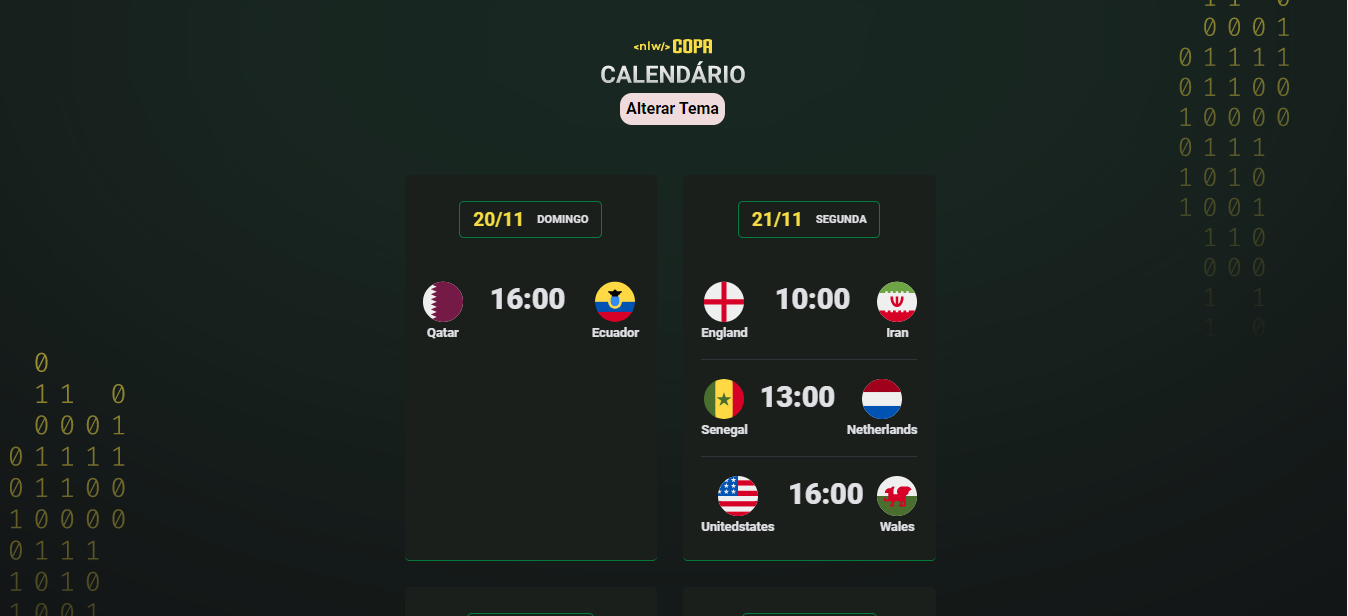 <nlw/> COPA
CALENDÁRIO
Alterar Tema
20/11 DOMINGO
16:00
Qatar Ecuador
21/11 SEGUNDA
10:00
England Iran
13:00
Senegal Netherlands
16:00
Unitedstates Wales
1 1 0
0 0 0 1
0 1 1 1 1
0 1 1 0 0
1 0 0 0 0
0 1 1 1
1 0 1 0
1 0 0 1
1 1 0
0 0 0
1 1
1 0
0
1 1 0
0 0 0 1
0 1 1 1 1
0 1 1 0 0
1 0 0 0 0
0 1 1 1
1 0 1 0
1 0 0 1